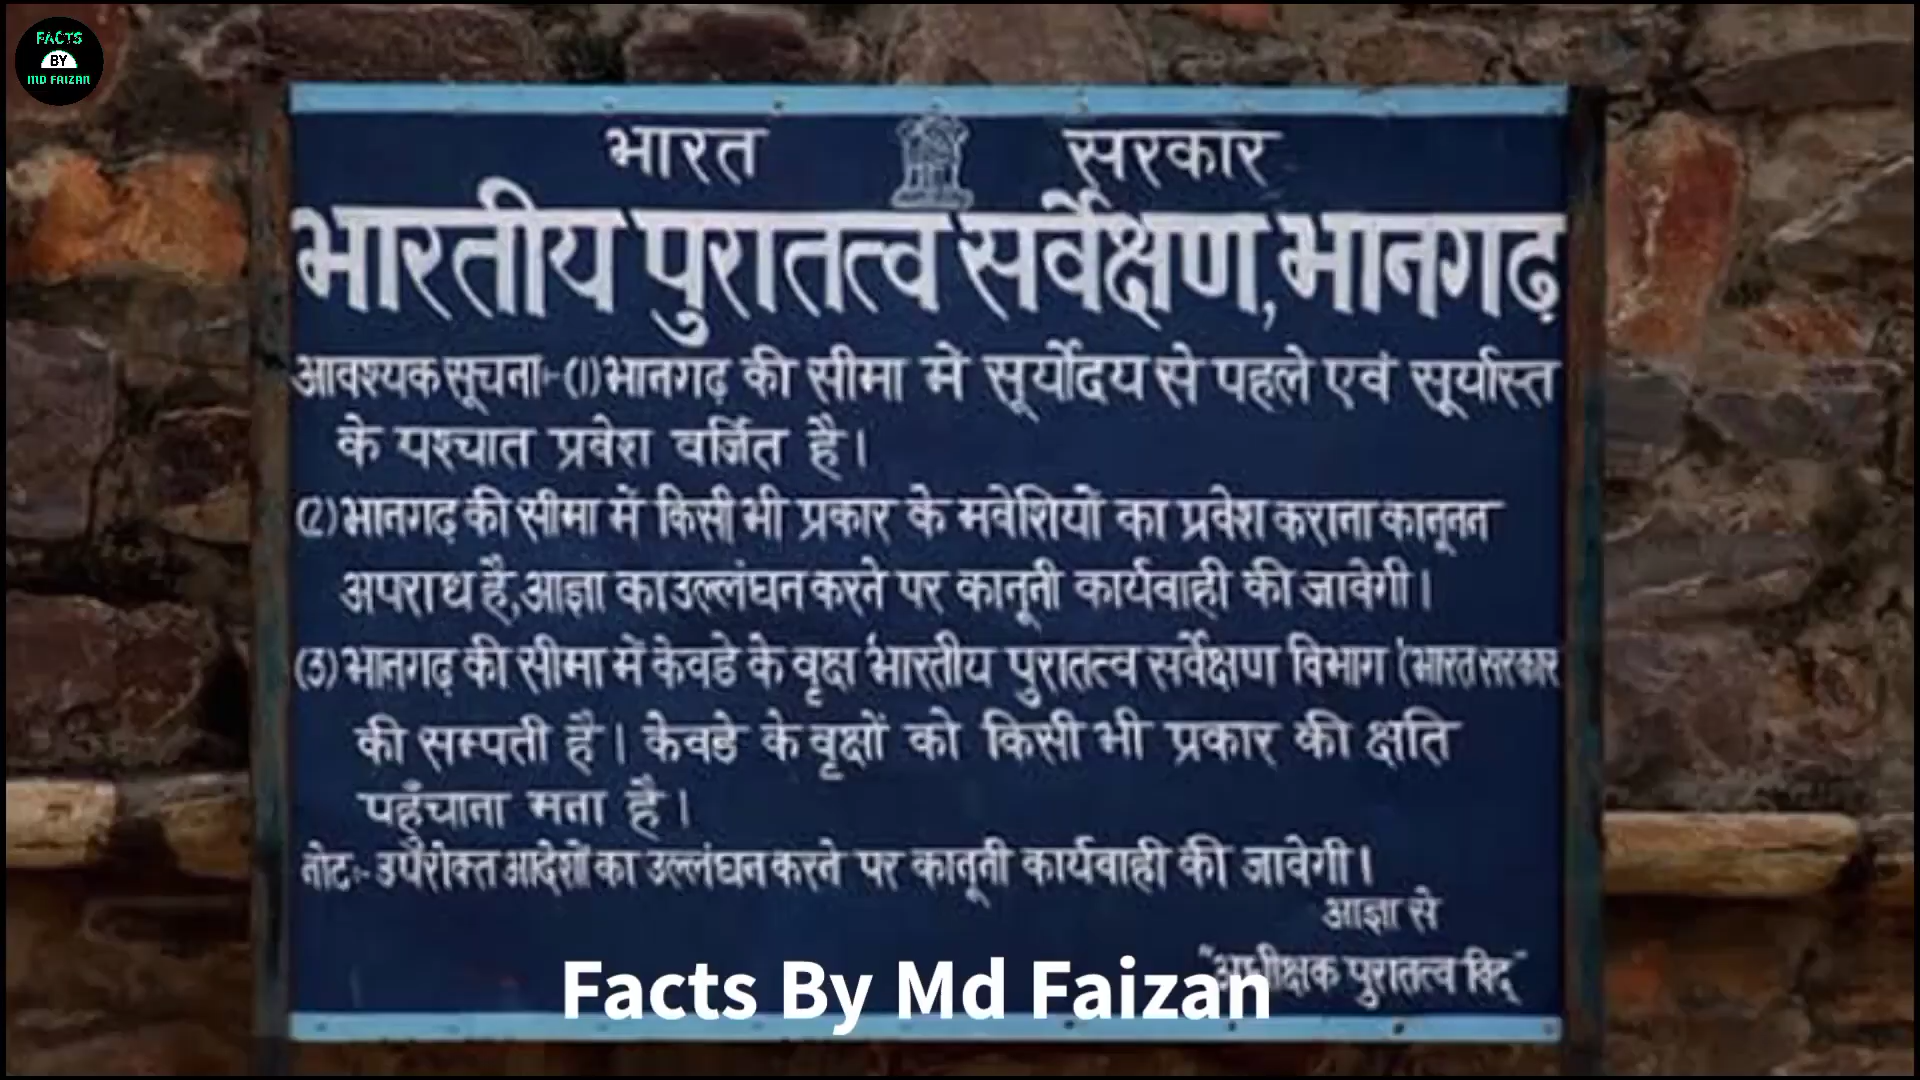 FACTS
BY
MD FAIZAN
भारत सरकार
भारतीय पुरातत्व सर्वेक्षण, भानगढ़
आवश्यक सूचना:- (1) भानगढ़ की सीमा में सूर्योदय से पहले एवं सूर्यास्त
के पश्चात प्रवेश वर्जित है।
(2) भानगढ़ की सीमा में किसी भी प्रकार के मवेशियों का प्रवेश कराना कानूनन
अपराध है, आज्ञा का उल्लंघन करने पर कानूनी कार्यवाही की जावेगी।
(3) भानगढ़ की सीमा में केवडे के वृक्ष भारतीय पुरातत्व सर्वेक्षण विभाग (भारत सरकार
की सम्पती है। केवडे के वृक्षों को किसी भी प्रकार की क्षति
पहुँचाना मना है।
नोट:- उपरोक्त आदेशों का उल्लंघन करने पर कानूनी कार्यवाही की जावेगी।
आज्ञा से
"अधीक्षक पुरातत्व विद्"
Facts By Md Faizan